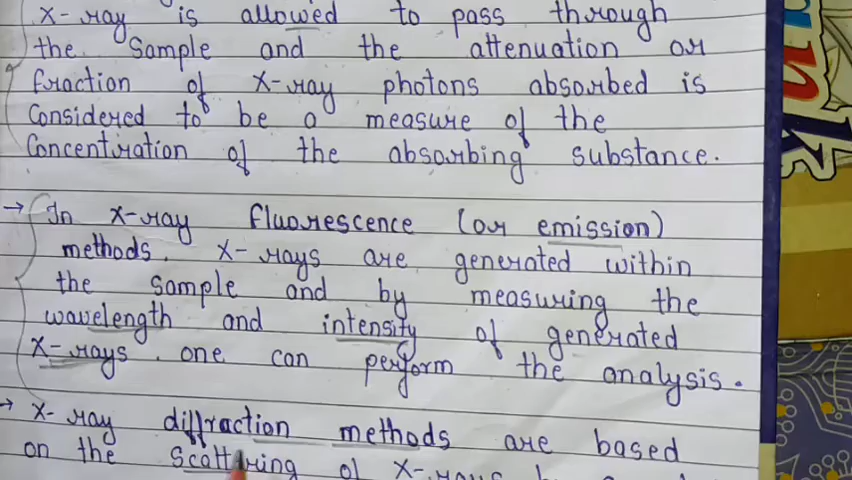 x-ray is allowed to pass through
the sample and the attenuation or
fraction of x-ray photons absorbed is
Considered to be a measure of the
Concentration of the absorbing substance.
→ In x-ray fluorescence (or emission)
methods. x-rays are generated within
the sample and by measuring the
wavelength and intensity of generated
x-rays. one can perform the analysis.
→ x-ray diffraction methods are based
on the scattering of x-rays